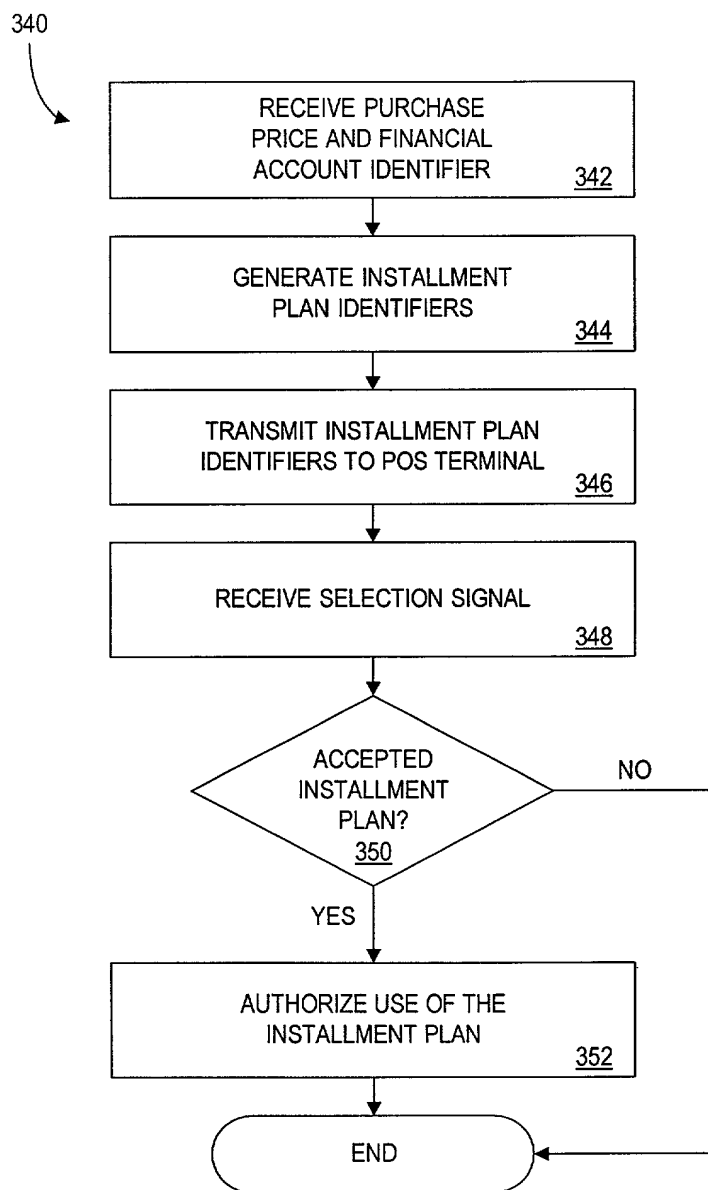 340
RECEIVE PURCHASE
PRICE AND FINANCIAL
ACCOUNT IDENTIFIER
342
GENERATE INSTALLMENT
PLAN IDENTIFIERS
344
TRANSMIT INSTALLMENT PLAN
IDENTIFIERS TO POS TERMINAL
346
RECEIVE SELECTION SIGNAL
348
ACCEPTED
INSTALLMENT
PLAN?
350
NO
YES
AUTHORIZE USE OF THE
INSTALLMENT PLAN
352
END